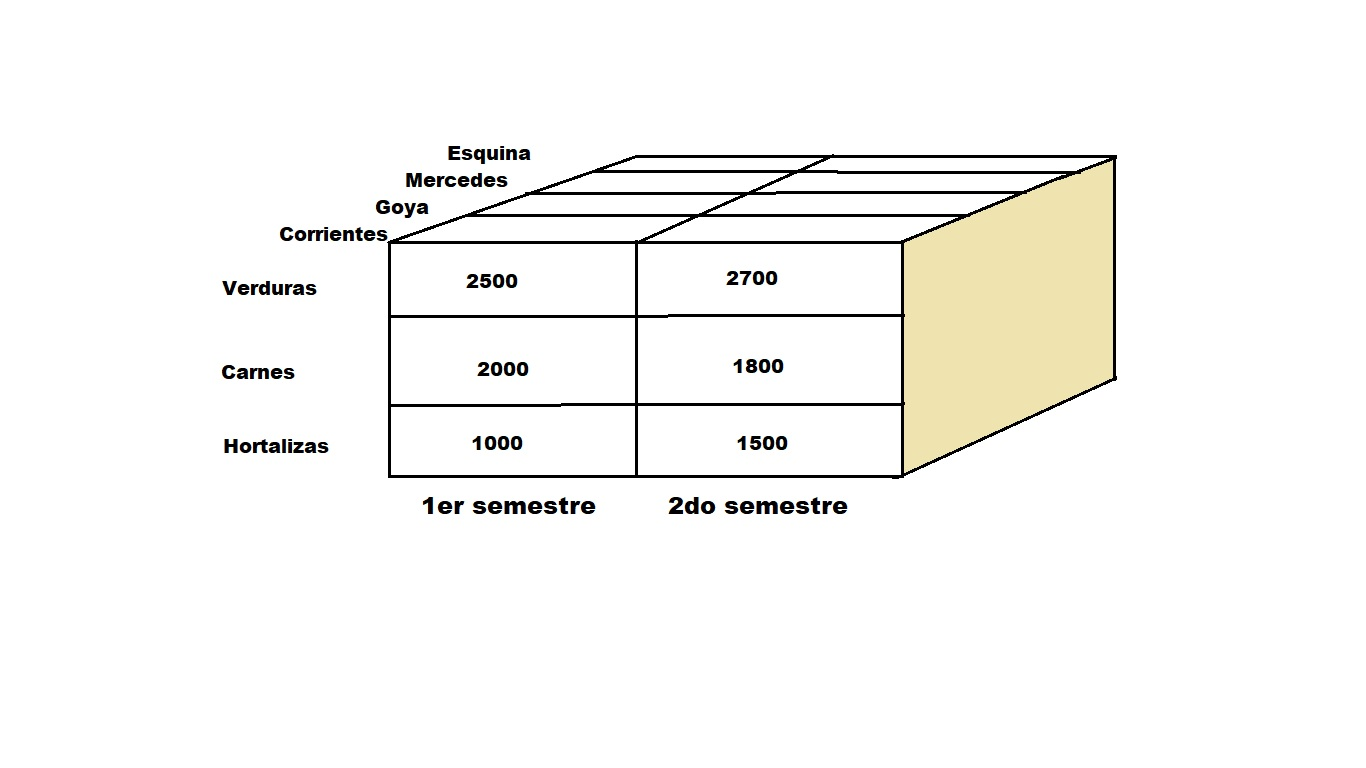 Esquina
Mercedes
Goya
Corrientes
Verduras 2500 2700
Carnes 2000 1800
Hortalizas 1000 1500
1er semestre 2do semestre